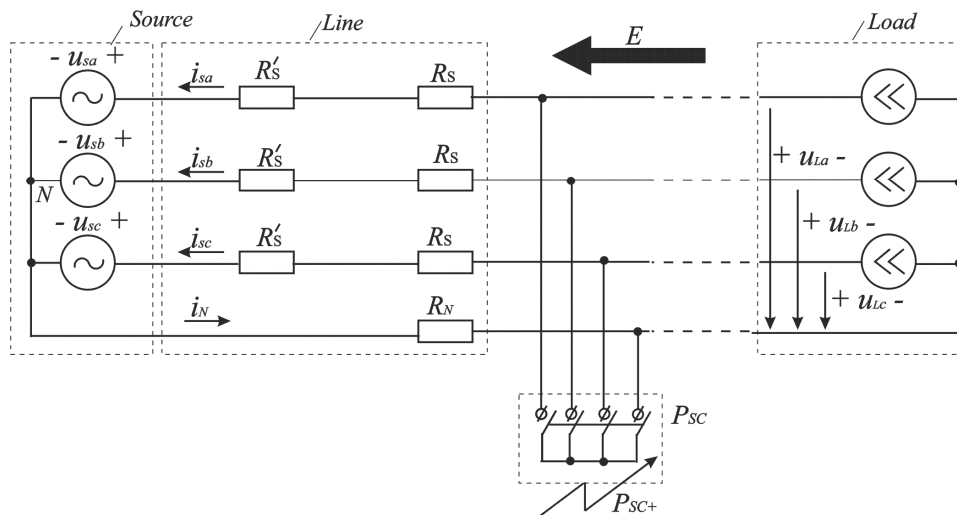 Source
Line
Load
E
- usa +
isa
R′S
RS
- usb +
isb
R′S
RS
+ uLa -
N
- usc +
isc
R′S
RS
+ uLb -
iN
RN
+ uLc -
PSC
PSC+